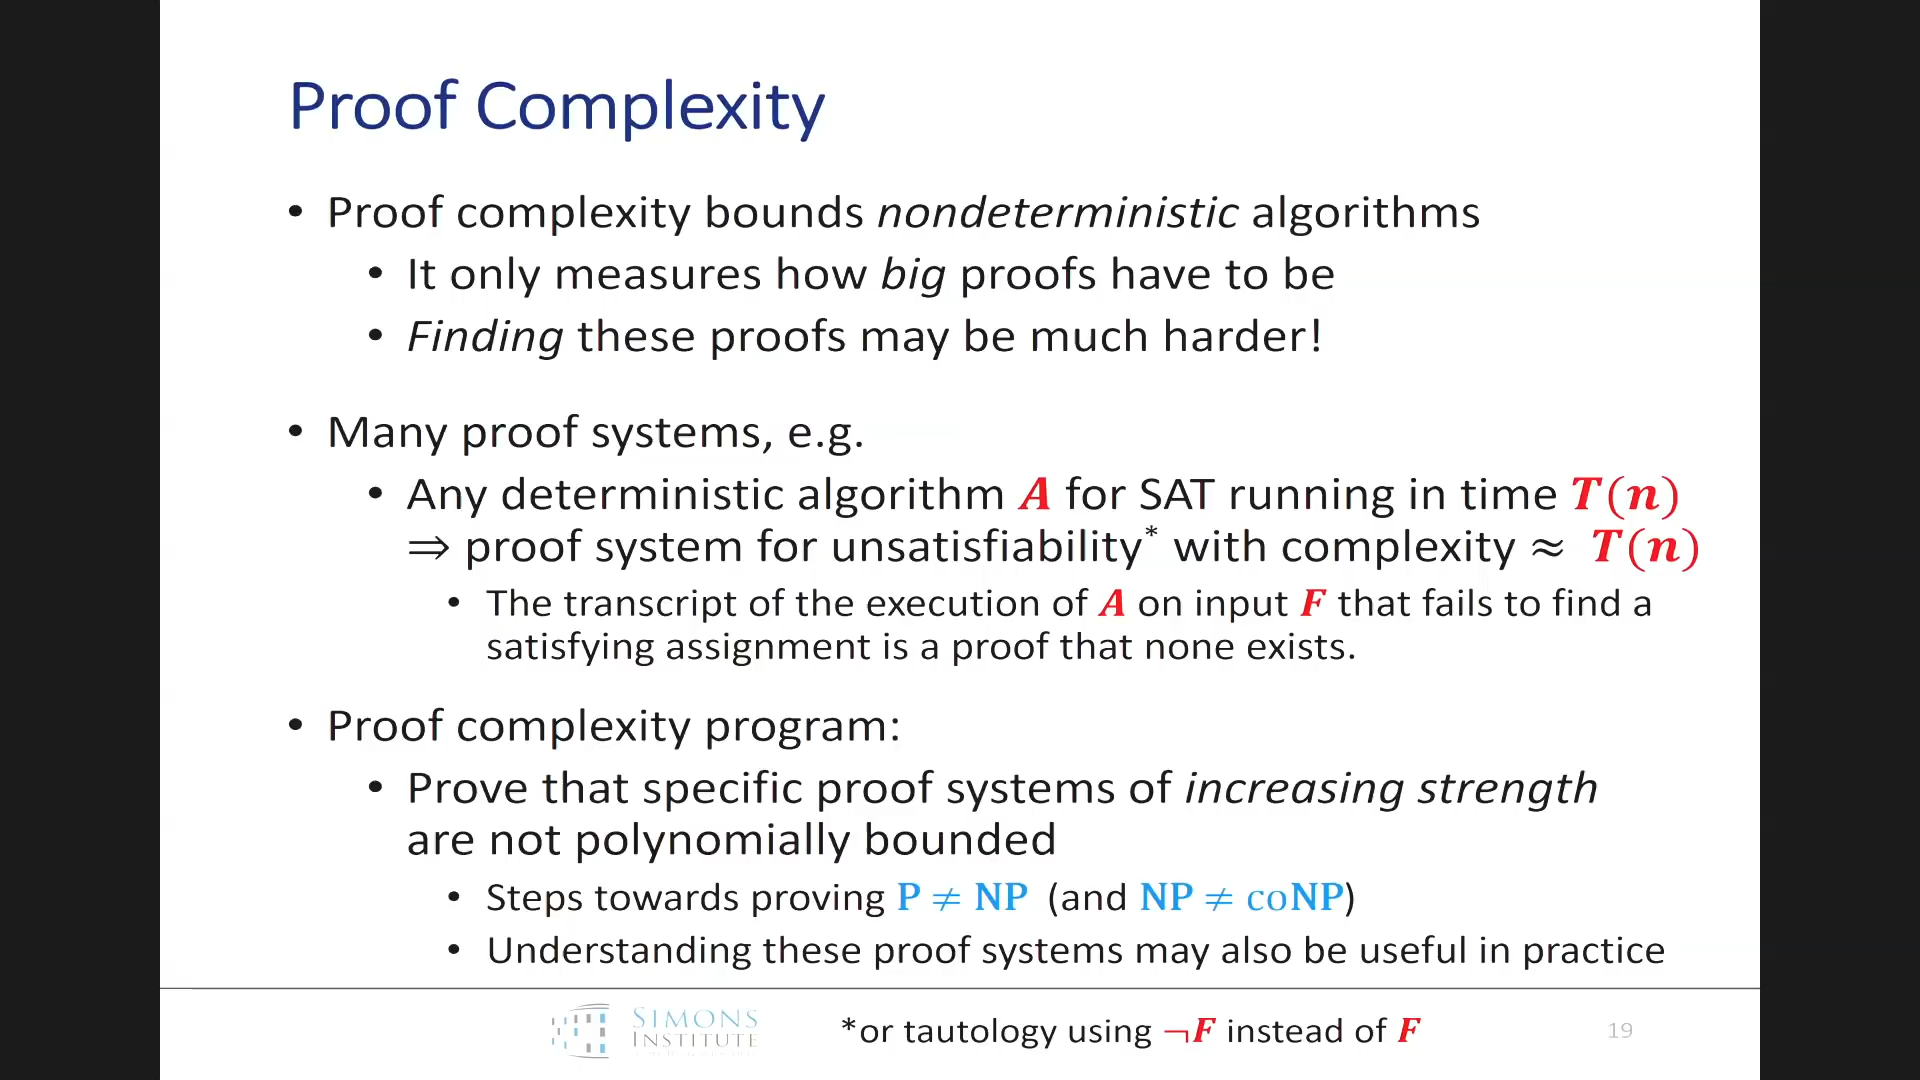 Proof Complexity
• Proof complexity bounds nondeterministic algorithms
• It only measures how big proofs have to be
• Finding these proofs may be much harder!
• Many proof systems, e.g.
• Any deterministic algorithm A for SAT running in time T(n)
⇒ proof system for unsatisfiability* with complexity ≈ T(n)
• The transcript of the execution of A on input F that fails to find a
satisfying assignment is a proof that none exists.
• Proof complexity program:
• Prove that specific proof systems of increasing strength
are not polynomially bounded
• Steps towards proving P ≠ NP (and NP ≠ coNP)
• Understanding these proof systems may also be useful in practice
SIMONS
INSTITUTE
*or tautology using ¬F instead of F
19